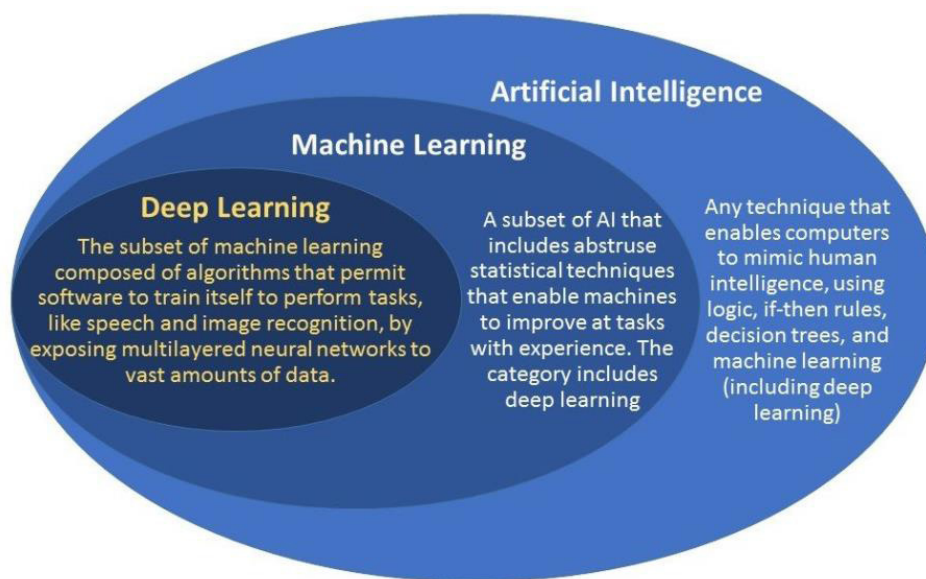 Artificial Intelligence
Machine Learning
Deep Learning
The subset of machine learning
composed of algorithms that permit
software to train itself to perform tasks,
like speech and image recognition, by
exposing multilayered neural networks to
vast amounts of data.
A subset of AI that
includes abstruse
statistical techniques
that enable machines
to improve at tasks
with experience. The
category includes
deep learning
Any technique that
enables computers
to mimic human
intelligence, using
logic, if-then rules,
decision trees, and
machine learning
(including deep
learning)